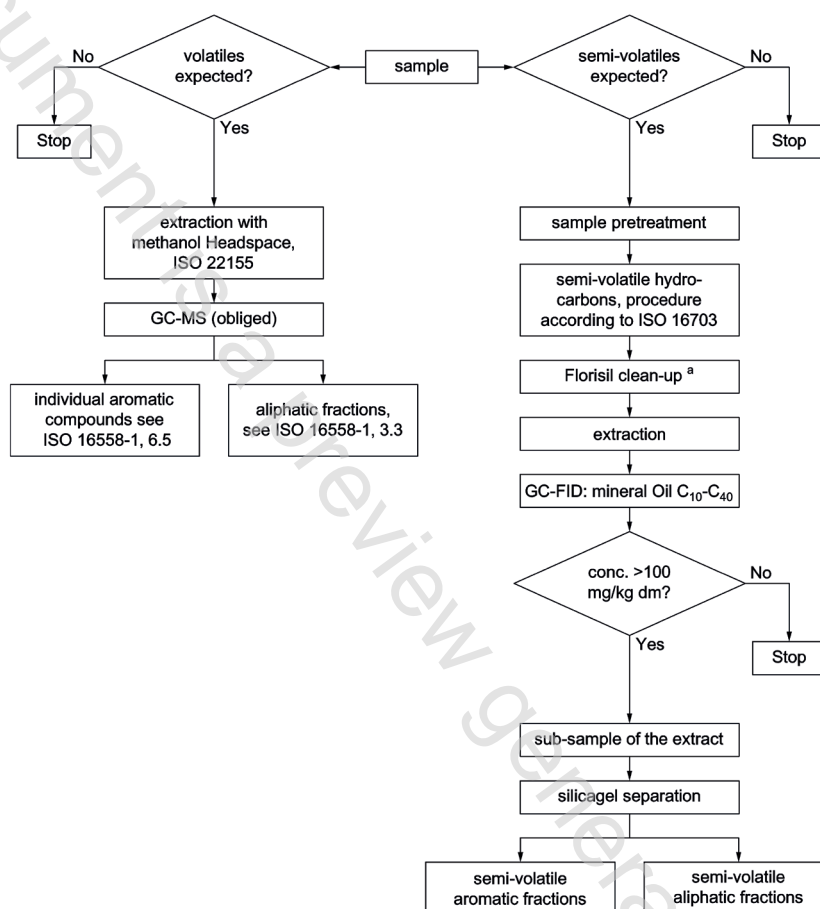 sample
volatiles
expected?
No
Stop
Yes
extraction with
methanol Headspace,
ISO 22155
GC-MS (obliged)
individual aromatic
compounds see
ISO 16558-1, 6.5
aliphatic fractions,
see ISO 16558-1, 3.3
semi-volatiles
expected?
No
Stop
Yes
sample pretreatment
semi-volatile hydro-
carbons, procedure
according to ISO 16703
Florisil clean-up ᵃ
extraction
GC-FID: mineral Oil C₁₀-C₄₀
conc. >100
mg/kg dm?
No
Stop
Yes
sub-sample of the extract
silicagel separation
semi-volatile
aromatic fractions
semi-volatile
aliphatic fractions
is a preview